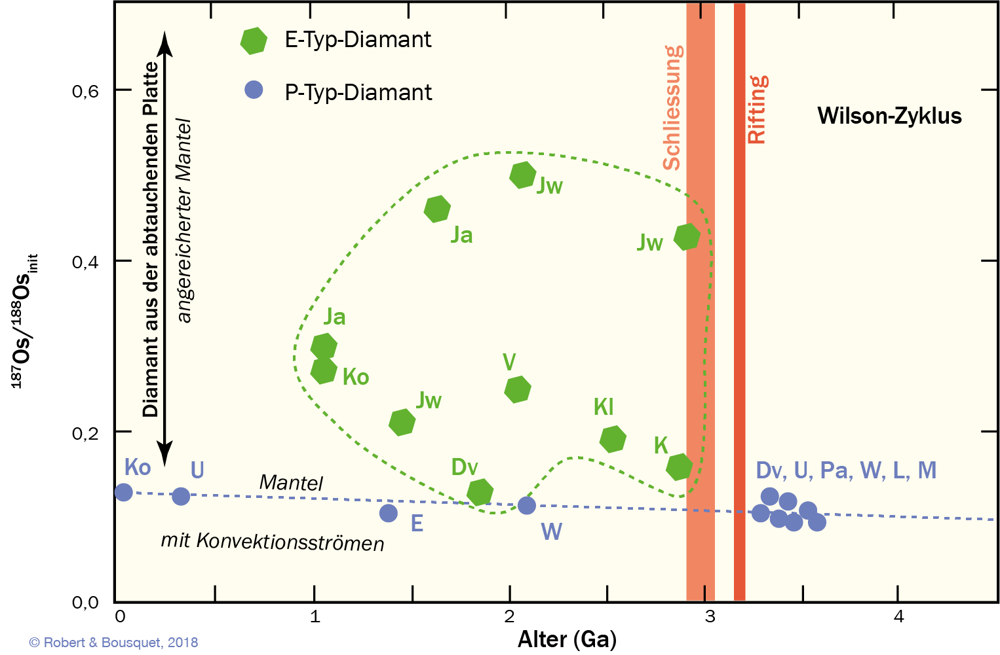 E-Typ-Diamant
P-Typ-Diamant
Diamant aus der abtauchenden Platte
angereicherter Mantel
Schliessung
Rifting
Wilson-Zyklus
187Os/188Osinit
0,6
0,4
0,2
0,0
Jw
Ja
Jw
Ja
Ko
V
Jw
Kl
K
Dv
Ko
U
Mantel
E
W
Dv, U, Pa, W, L, M
mit Konvektionsströmen
0
1
2
3
4
Alter (Ga)
© Robert & Bousquet, 2018